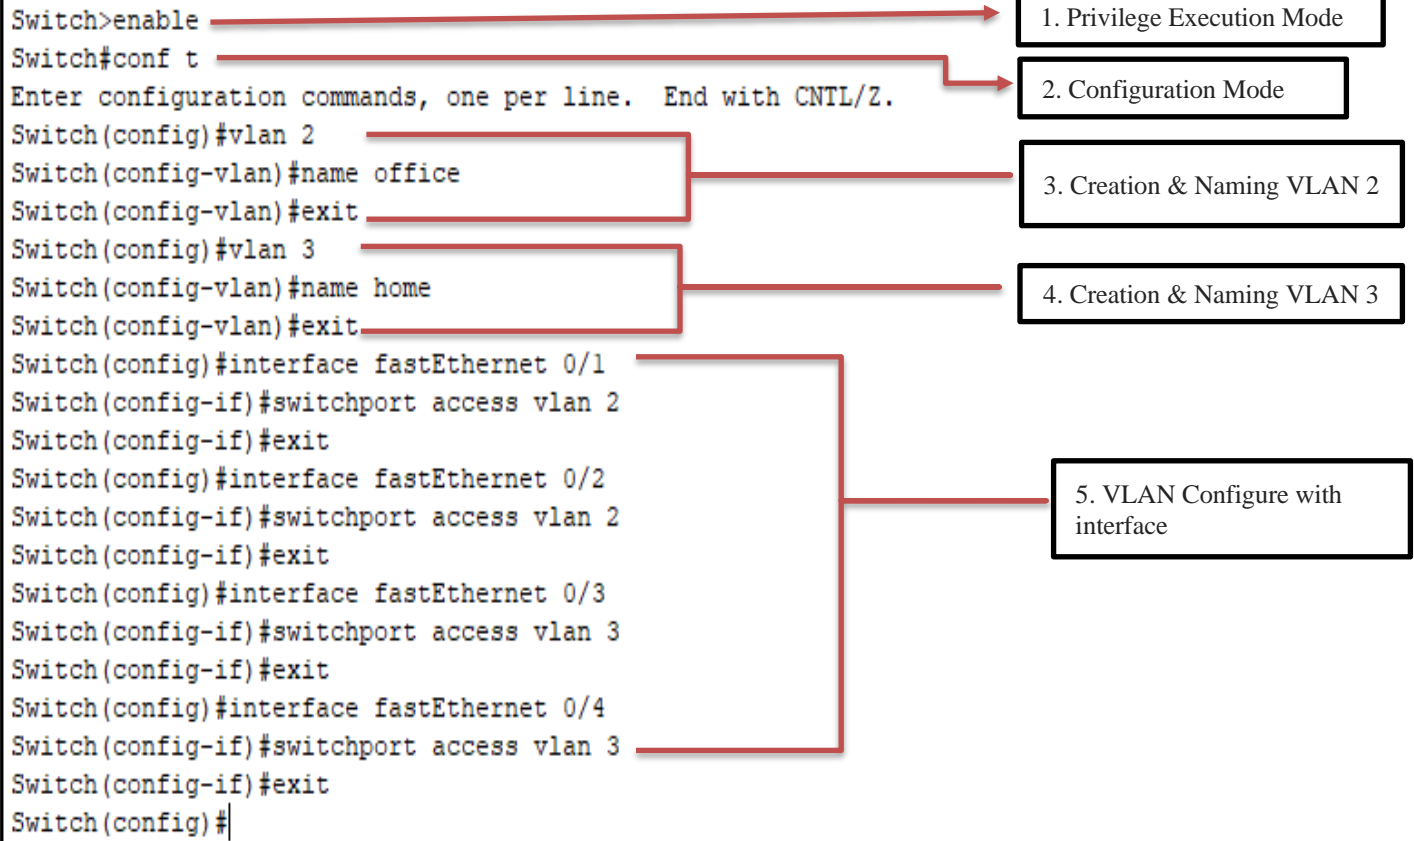 Switch>enable
1. Privilege Execution Mode
Switch#conf t
2. Configuration Mode
Enter configuration commands, one per line.  End with CNTL/Z.
Switch(config)#vlan 2
Switch(config-vlan)#name office
3. Creation & Naming VLAN 2
Switch(config-vlan)#exit
Switch(config)#vlan 3
Switch(config-vlan)#name home
4. Creation & Naming VLAN 3
Switch(config-vlan)#exit
Switch(config)#interface fastEthernet 0/1
Switch(config-if)#switchport access vlan 2
Switch(config-if)#exit
Switch(config)#interface fastEthernet 0/2
Switch(config-if)#switchport access vlan 2
Switch(config-if)#exit
5. VLAN Configure with
interface
Switch(config)#interface fastEthernet 0/3
Switch(config-if)#switchport access vlan 3
Switch(config-if)#exit
Switch(config)#interface fastEthernet 0/4
Switch(config-if)#switchport access vlan 3
Switch(config-if)#exit
Switch(config)#